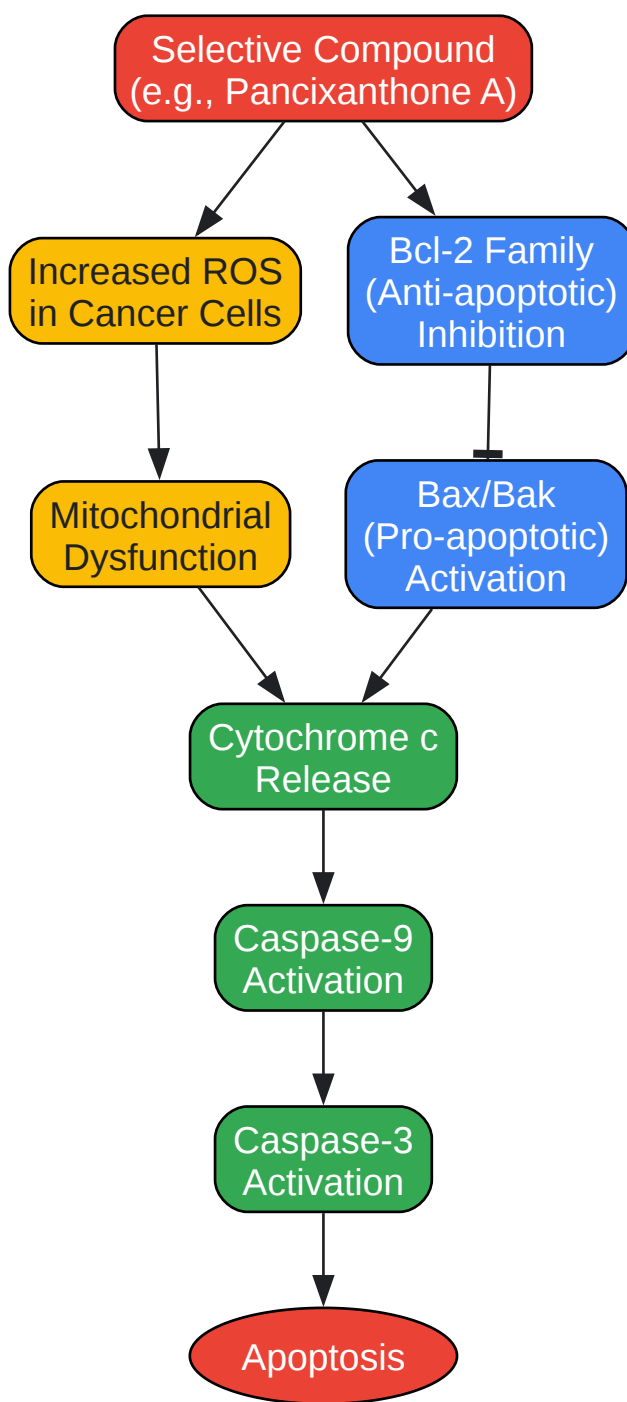 Selective Compound
(e.g., Pancixanthone A)
Increased ROS
in Cancer Cells
Bcl-2 Family
(Anti-apoptotic)
Inhibition
Mitochondrial
Dysfunction
Bax/Bak
(Pro-apoptotic)
Activation
Cytochrome c
Release
Caspase-9
Activation
Caspase-3
Activation
Apoptosis